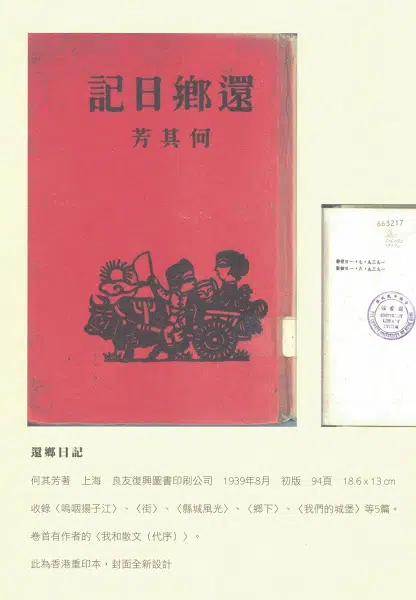 還鄉日記
何其芳
663217
還鄉日記
何其芳著　上海　良友復興圖書印刷公司　1939年8月　初版　94頁　18.6 x 13 cm
收錄〈嗚咽揚子江〉、〈街〉、〈縣城風光〉、〈鄉下〉、〈我們的城堡〉等5篇。
卷首有作者的〈我和散文（代序）〉。
此為香港重印本，封面全新設計